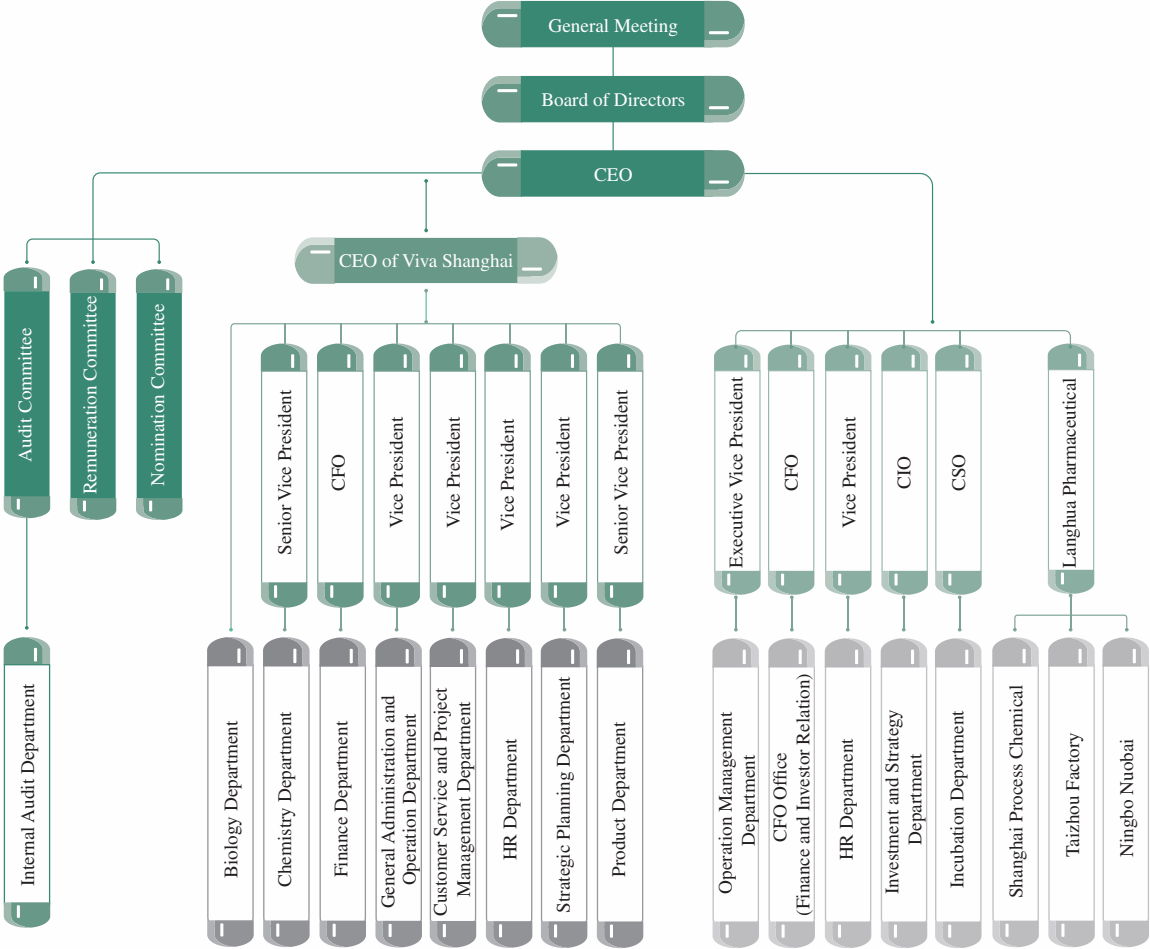 General Meeting
Board of Directors
CEO
CEO of Viva Shanghai
Audit Committee
Remuneration Committee
Nomination Committee
Senior Vice President
CFO
Vice President
Vice President
Vice President
Vice President
Senior Vice President
Executive Vice President
CFO
Vice President
CIO
CSO
Langhua Pharmaceutical
Internal Audit Department
Biology Department
Chemistry Department
Finance Department
General Administration and
Operation Department
Customer Service and Project
Management Department
HR Department
Strategic Planning Department
Product Department
Operation Management
Department
CFO Office
(Finance and Investor Relation)
HR Department
Investment and Strategy
Department
Incubation Department
Shanghai Process Chemical
Taizhou Factory
Ningbo Nuobai